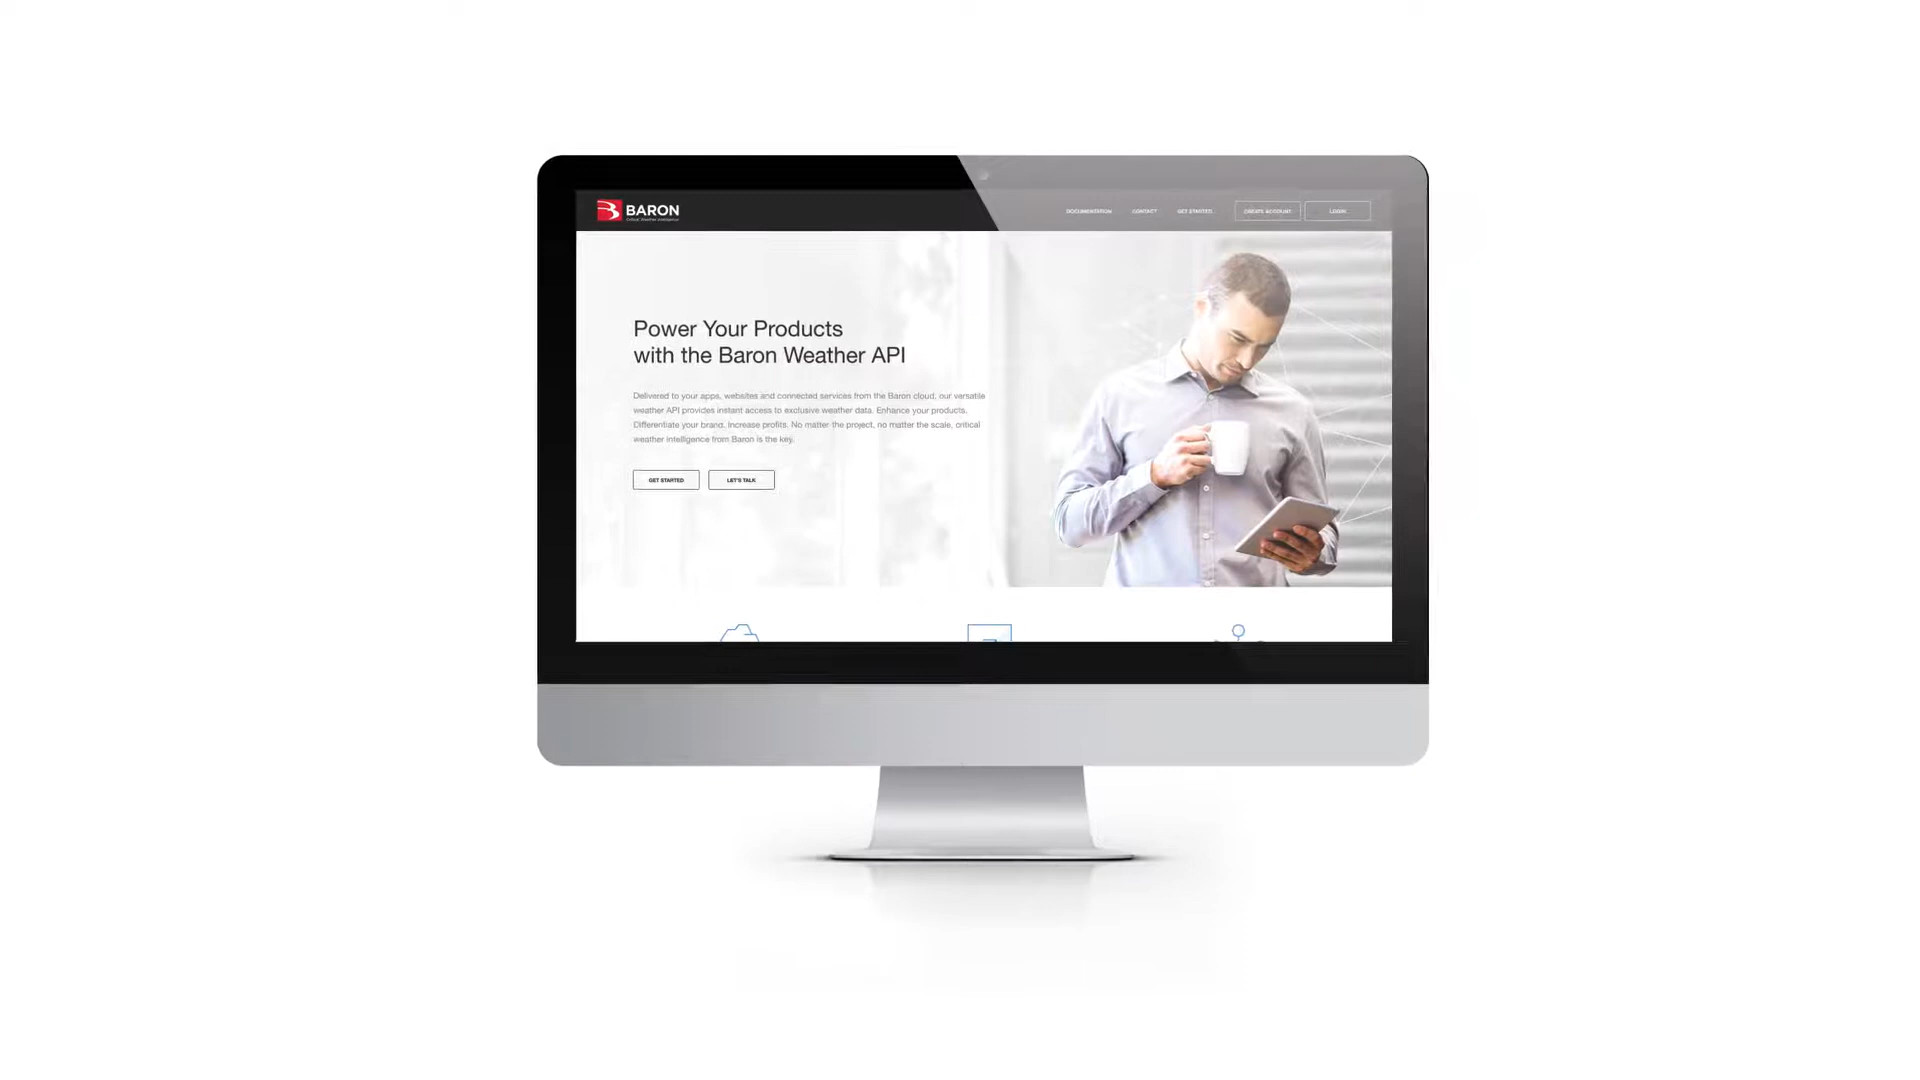 BARON
Critical Weather Intelligence
DOCUMENTATION
CONTACT
GET STARTED
CREATE ACCOUNT
LOGIN
Power Your Products
with the Baron Weather API
Delivered to your apps, websites and connected services from the Baron cloud, our versatile
weather API provides instant access to exclusive weather data. Enhance your products.
Differentiate your brand. Increase profits. No matter the project, no matter the scale, critical
weather intelligence from Baron is the key.
GET STARTED
LET'S TALK